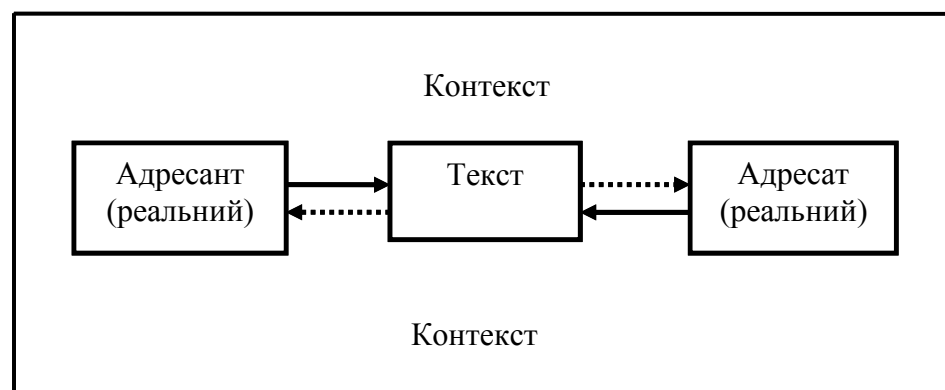 Контекст
Адресант
(реальний)
Текст
Адресат
(реальний)
Контекст